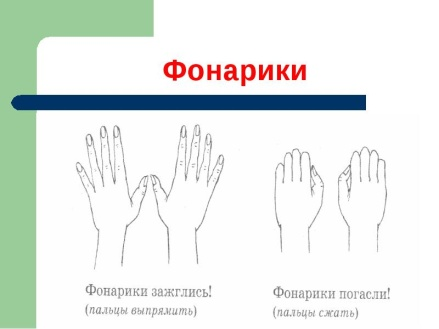 Фонарики
Фонарики зажглись!
(пальцы выпрямить)
Фонарики погасли!
(пальцы сжать)